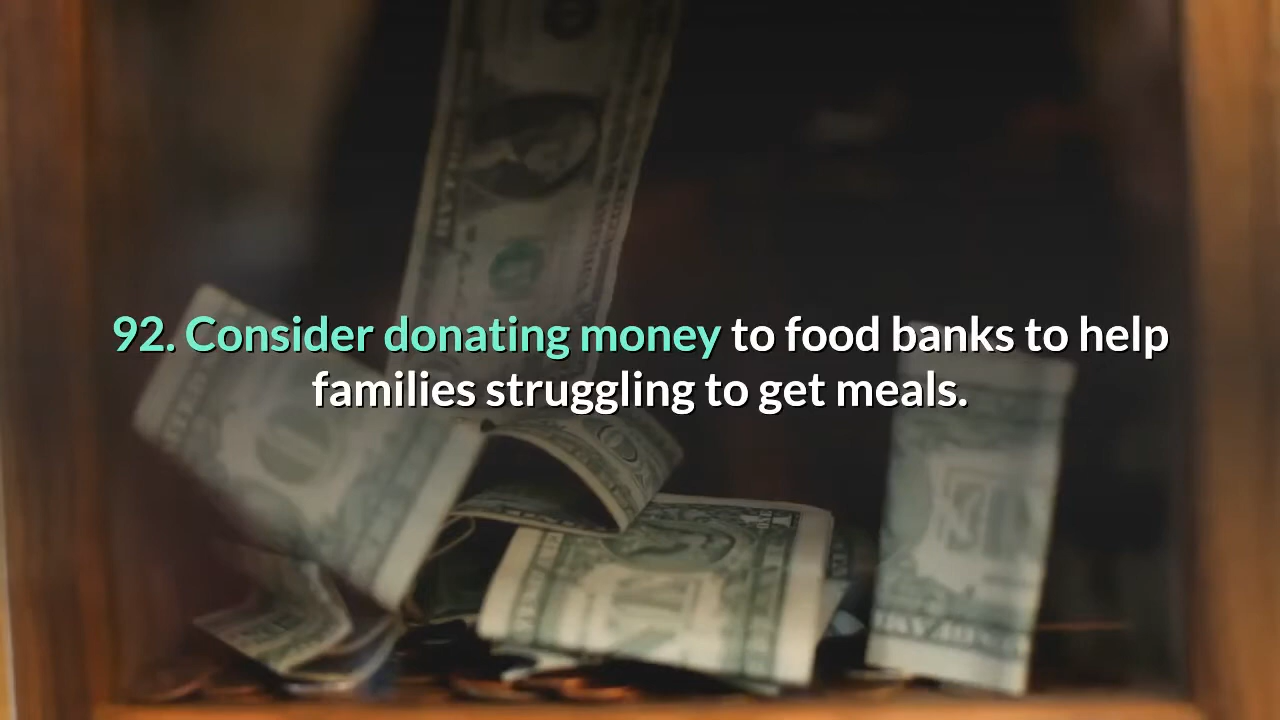 92. Consider donating money to food banks to help
families struggling to get meals.